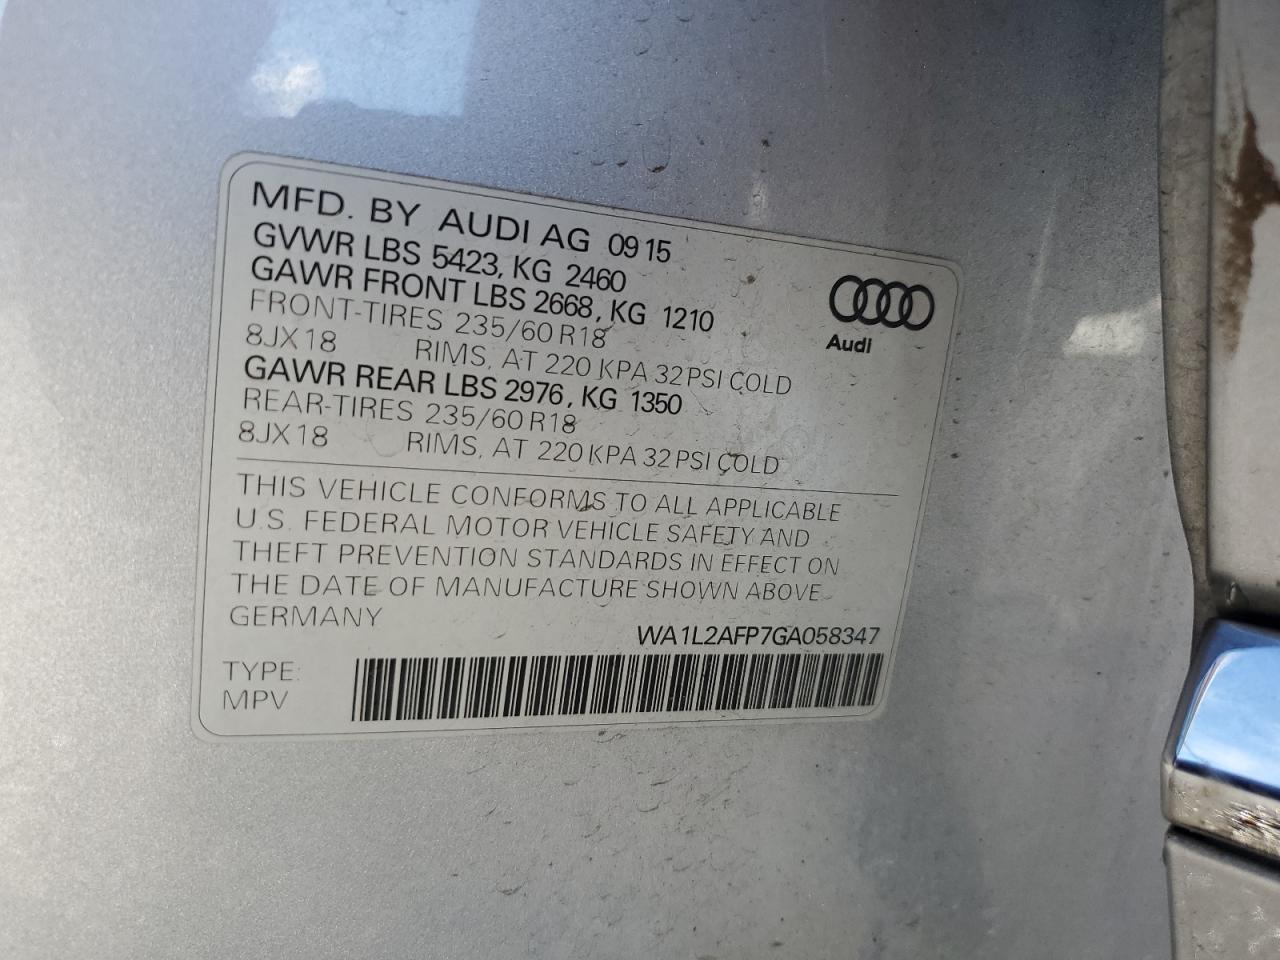 MFD. BY AUDI AG 09 15
GVWR LBS 5423, KG 2460
GAWR FRONT LBS 2668, KG 1210
FRONT-TIRES 235/60 R18
8JX18 RIMS, AT 220 KPA 32 PSI COLD
GAWR REAR LBS 2976, KG 1350
REAR-TIRES 235/60 R18
8JX18 RIMS, AT 220 KPA 32 PSI COLD
Audi
THIS VEHICLE CONFORMS TO ALL APPLICABLE
U.S. FEDERAL MOTOR VEHICLE SAFETY AND
THEFT PREVENTION STANDARDS IN EFFECT ON
THE DATE OF MANUFACTURE SHOWN ABOVE
GERMANY
WA1L2AFP7GA058347
TYPE:
MPV